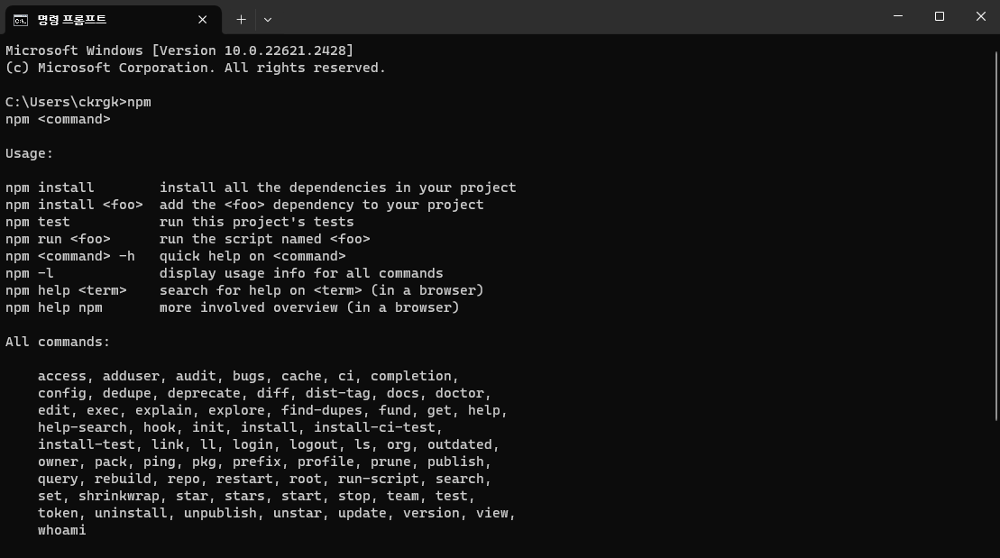 명령 프롬프트
Microsoft Windows [Version 10.0.22621.2428]
(c) Microsoft Corporation. All rights reserved.
C:\Users\ckrgk>npm
npm <command>
Usage:
npm install        install all the dependencies in your project
npm install <foo>  add the <foo> dependency to your project
npm test           run this project's tests
npm run <foo>      run the script named <foo>
npm <command> -h   quick help on <command>
npm -l             display usage info for all commands
npm help <term>    search for help on <term> (in a browser)
npm help npm       more involved overview (in a browser)
All commands:
access, adduser, audit, bugs, cache, ci, completion,
config, dedupe, deprecate, diff, dist-tag, docs, doctor,
edit, exec, explain, explore, find-dupes, fund, get, help,
help-search, hook, init, install, install-ci-test,
install-test, link, ll, login, logout, ls, org, outdated,
owner, pack, ping, pkg, prefix, profile, prune, publish,
query, rebuild, repo, restart, root, run-script, search,
set, shrinkwrap, star, stars, start, stop, team, test,
token, uninstall, unpublish, unstar, update, version, view,
whoami